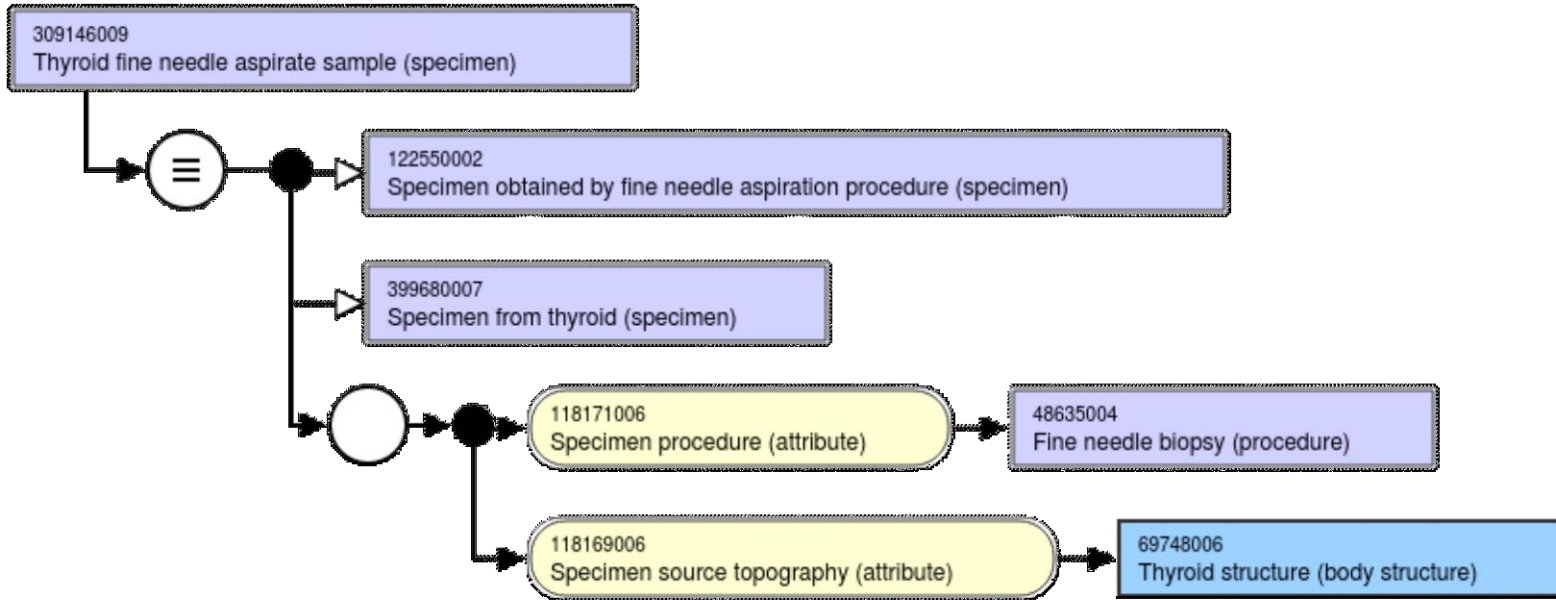 309146009
Thyroid fine needle aspirate sample (specimen)
≡
122550002
Specimen obtained by fine needle aspiration procedure (specimen)
399680007
Specimen from thyroid (specimen)
118171006
Specimen procedure (attribute)
48635004
Fine needle biopsy (procedure)
118169006
Specimen source topography (attribute)
69748006
Thyroid structure (body structure)